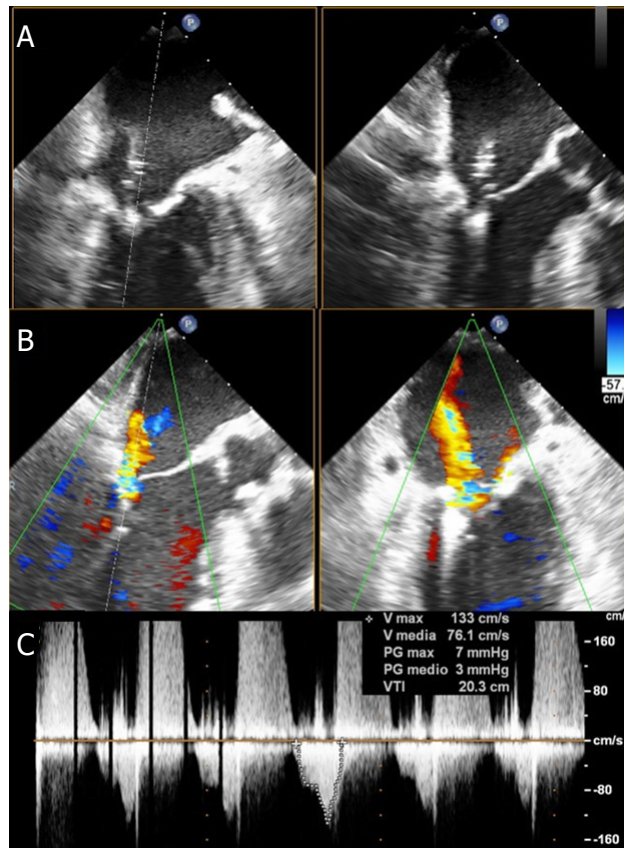 A
P
P
B
P
P
-57.
cm/
C
V max 133 cm/s
V media 76.1 cm/s
PG max 7 mmHg
PG medio 3 mmHg
VTI 20.3 cm
cm/
160
80
cm/s
-80
-160